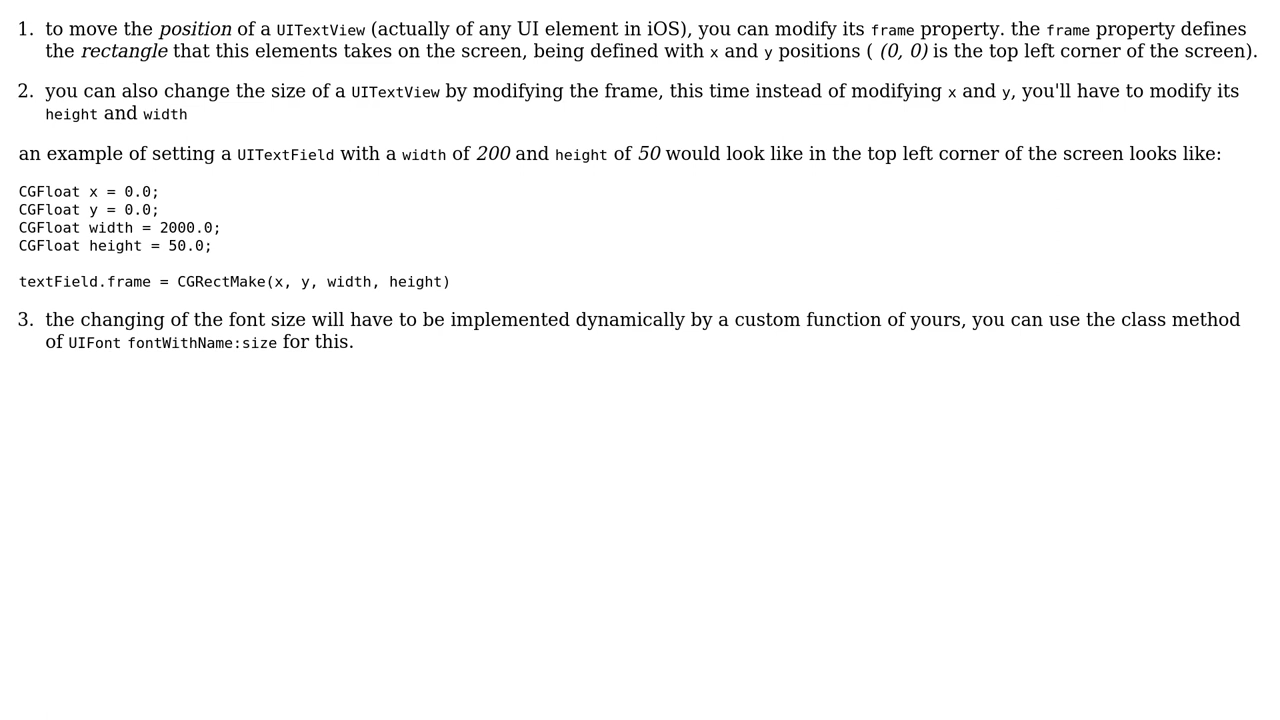 1. to move the position of a UITextView (actually of any UI element in iOS), you can modify its frame property. the frame property defines
the rectangle that this elements takes on the screen, being defined with x and y positions ( (0, 0) is the top left corner of the screen).
2. you can also change the size of a UITextView by modifying the frame, this time instead of modifying x and y, you'll have to modify its
height and width
an example of setting a UITextField with a width of 200 and height of 50 would look like in the top left corner of the screen looks like:
CGFloat x = 0.0;
CGFloat y = 0.0;
CGFloat width = 2000.0;
CGFloat height = 50.0;
textField.frame = CGRectMake(x, y, width, height)
3. the changing of the font size will have to be implemented dynamically by a custom function of yours, you can use the class method
of UIFont fontWithName:size for this.